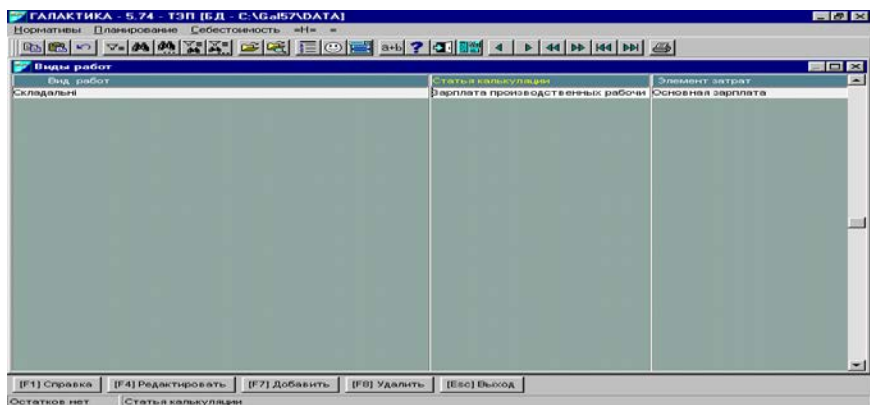 ГАЛАКТИКА - 5.74 - ТЭП [БД - C:\Gal57\DATA]
Нормативы Планирование Себестоимость =Н= =
a+b ?
Виды работ
Вид работ Статья калькуляции Элемент затрат
Складальні Зарплата производственных рабочи Основная зарплата
[F1] Справка [F4] Редактировать [F7] Добавить [F8] Удалить [Esc] Выход
Остатков нет Статья калькуляции